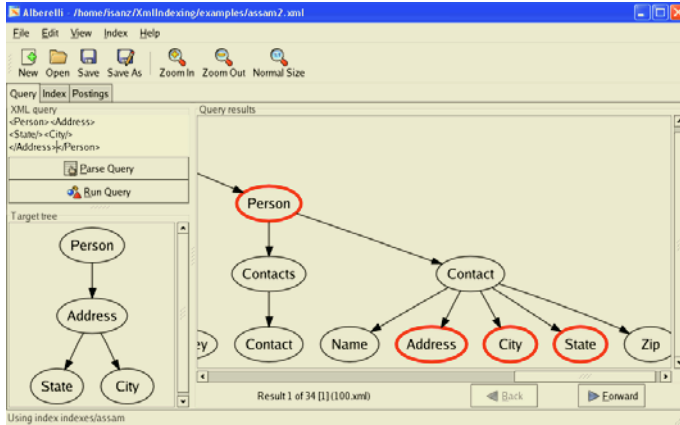 Alberelli - /home/isanz/XmlIndexing/examples/assam2.xml
File Edit View Index Help
New Open Save Save As Zoom In Zoom Out Normal Size
Query Index Postings
XML query
<Person><Address>
<State/><City/>
</Address></Person>
Parse Query
Run Query
Target tree
Person
Address
State City
Query results
Person
Contacts Contact
ey Contact Name Address City State Zip
Result 1 of 34 [1] (100.xml)
Back Forward
Using index indexes/assam